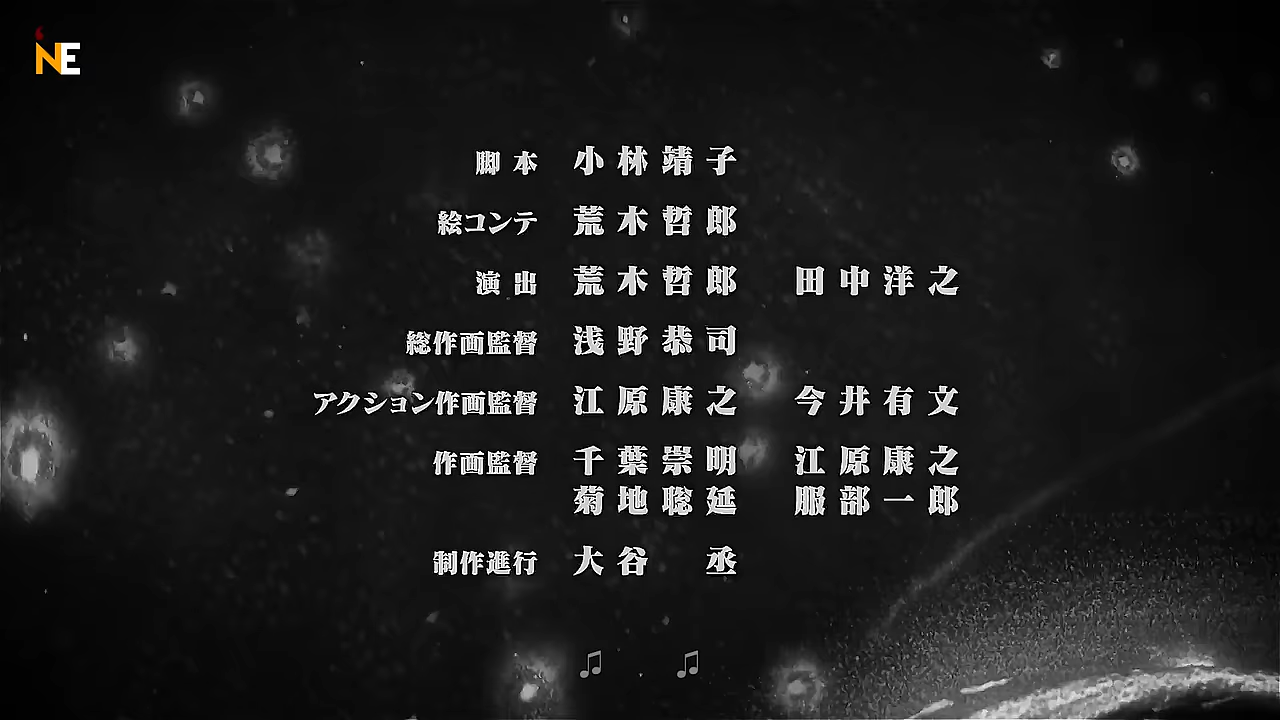 NE
脚本 小林靖子
絵コンテ 荒木哲郎
演出 荒木哲郎 田中洋之
総作画監督 浅野恭司
アクション作画監督 江原康之 今井有文
作画監督 千葉崇明 江原康之
菊地聡延 服部一郎
制作進行 大谷 丞
♫ ♫